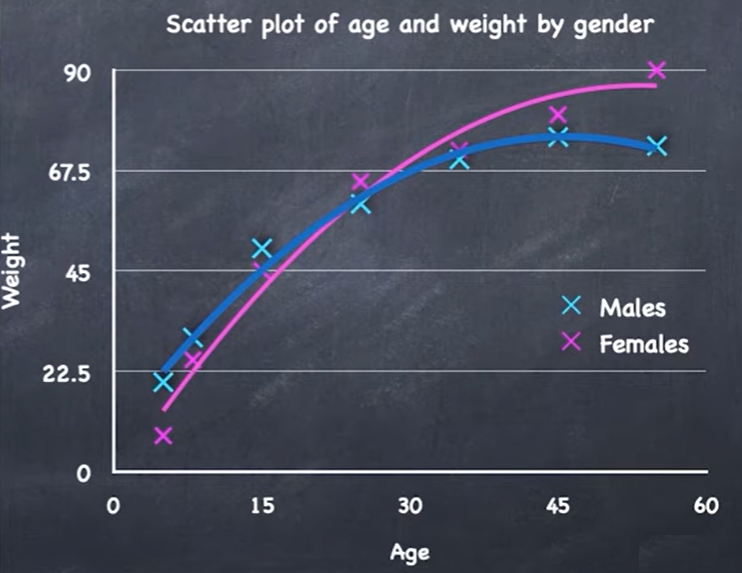 Scatter plot of age and weight by gender
90
67.5
45
22.5
0
Weight
Males
Females
0 15 30 45 60
Age